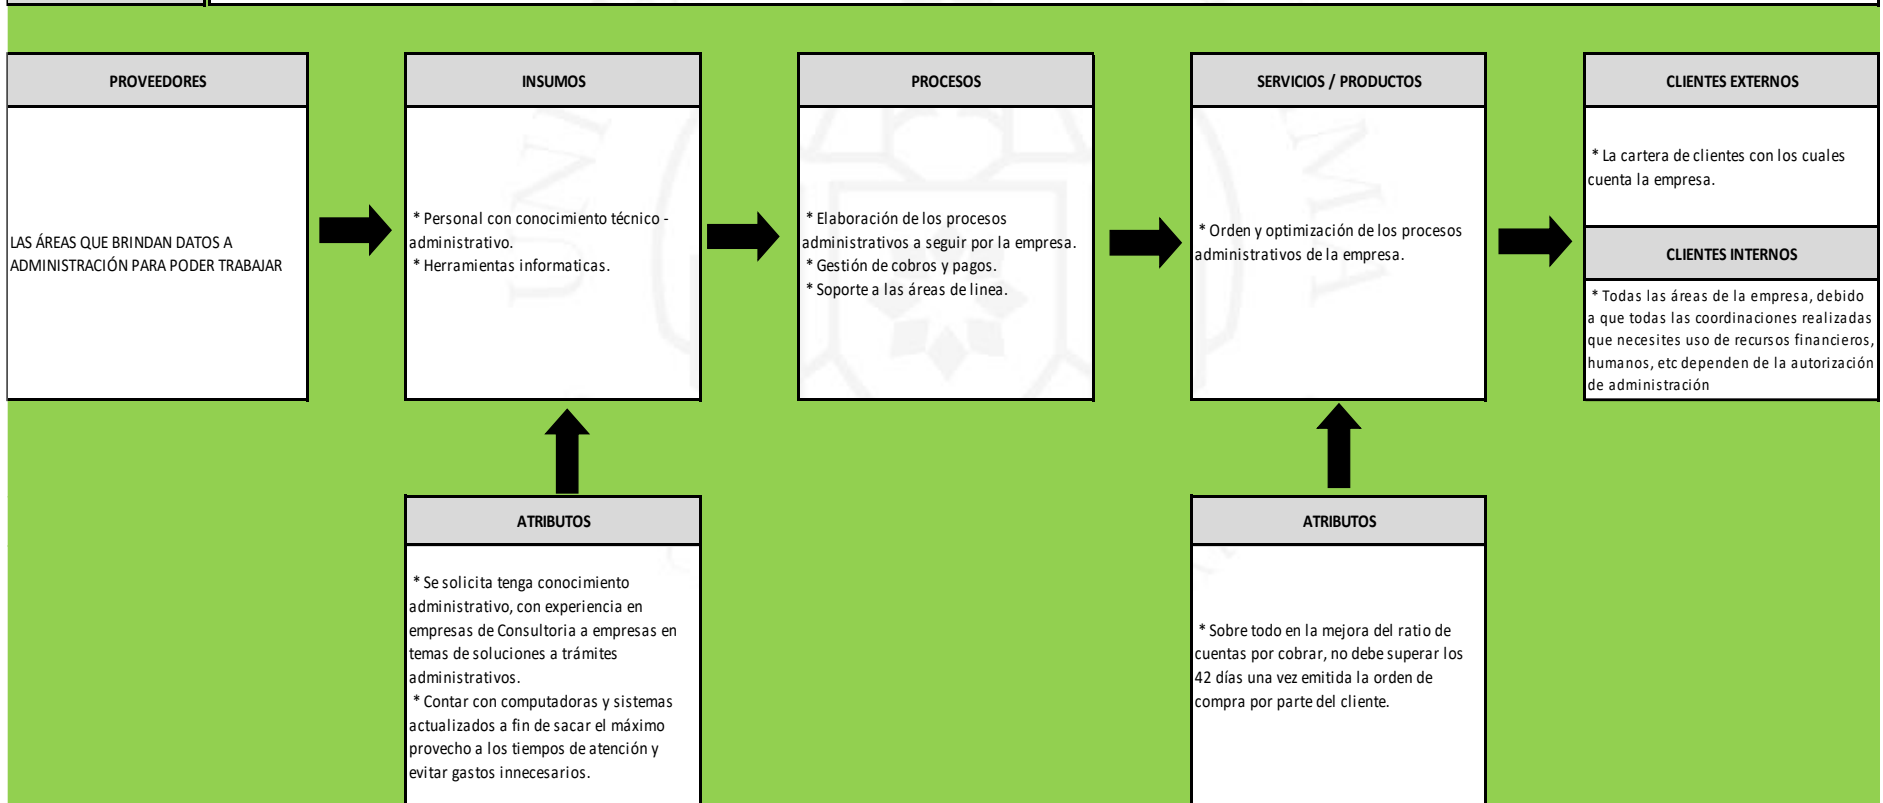 PROVEEDORES
LAS ÁREAS QUE BRINDAN DATOS A
ADMINISTRACIÓN PARA PODER TRABAJAR
INSUMOS
* Personal con conocimiento técnico -
administrativo.
* Herramientas informaticas.
PROCESOS
* Elaboración de los procesos
administrativos a seguir por la empresa.
* Gestión de cobros y pagos.
* Soporte a las áreas de linea.
SERVICIOS / PRODUCTOS
* Orden y optimización de los procesos
administrativos de la empresa.
CLIENTES EXTERNOS
* La cartera de clientes con los cuales
cuenta la empresa.
CLIENTES INTERNOS
* Todas las áreas de la empresa, debido
a que todas las coordinaciones realizadas
que necesites uso de recursos financieros,
humanos, etc dependen de la autorización
de administración
ATRIBUTOS
* Se solicita tenga conocimiento
administrativo, con experiencia en
empresas de Consultoria a empresas en
temas de soluciones a trámites
administrativos.
* Contar con computadoras y sistemas
actualizados a fin de sacar el máximo
provecho a los tiempos de atención y
evitar gastos innecesarios.
ATRIBUTOS
* Sobre todo en la mejora del ratio de
cuentas por cobrar, no debe superar los
42 días una vez emitida la orden de
compra por parte del cliente.